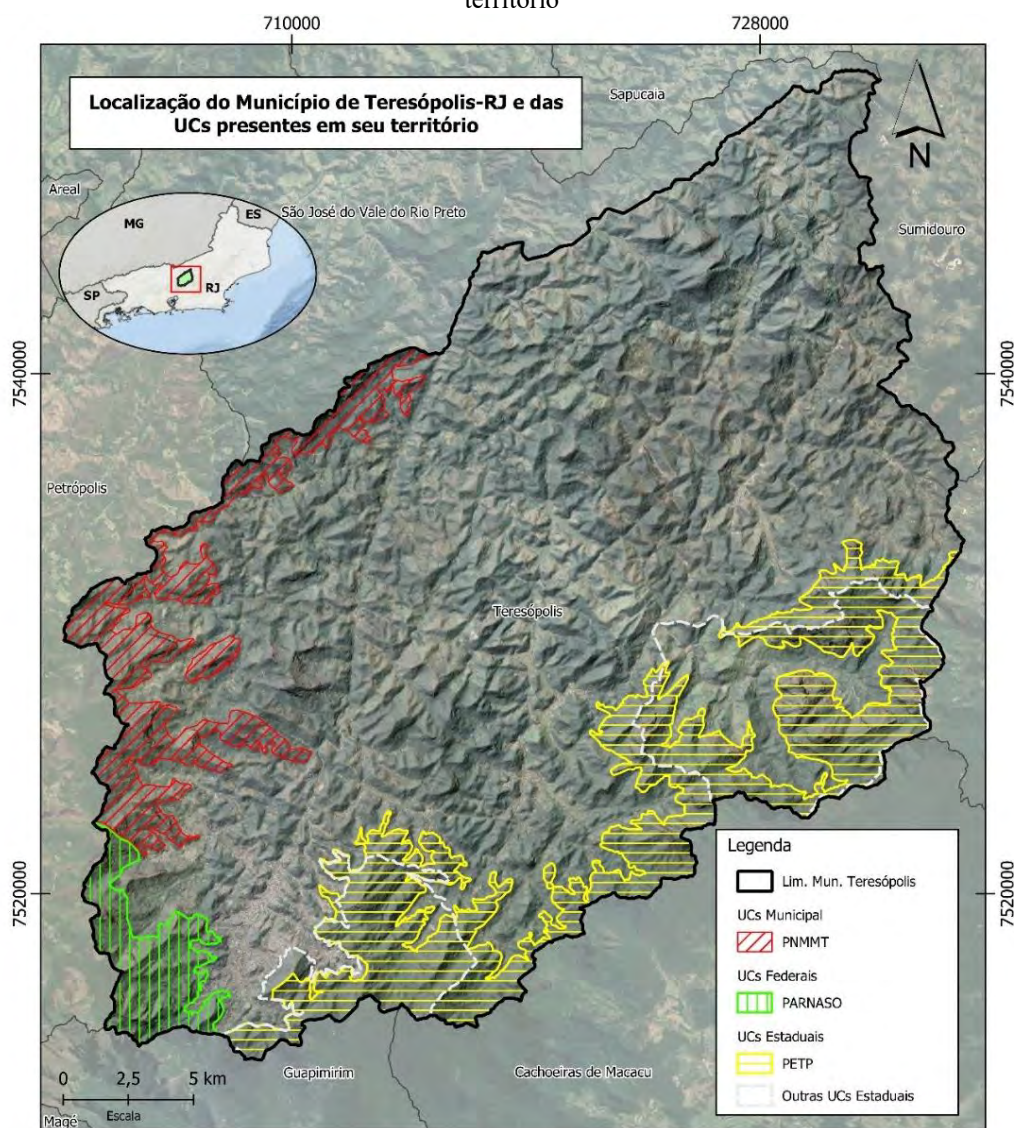 território
710000
728000
Localização do Município de Teresópolis-RJ e das
UCs presentes em seu território
Sapucaia
N
Areal
São José do Vale do Rio Preto
MG
ES
SP
RJ
Sumidouro
7540000
7540000
Petrópolis
Teresópolis
7520000
7520000
Legenda
Lim. Mun. Teresópolis
UCs Municipal
PNMMT
UCs Federais
PARNASO
UCs Estaduais
PETP
Outras UCs Estaduais
0 2,5 5 km
Escala
Guapimirim
Cachoeiras de Macacu
Magé